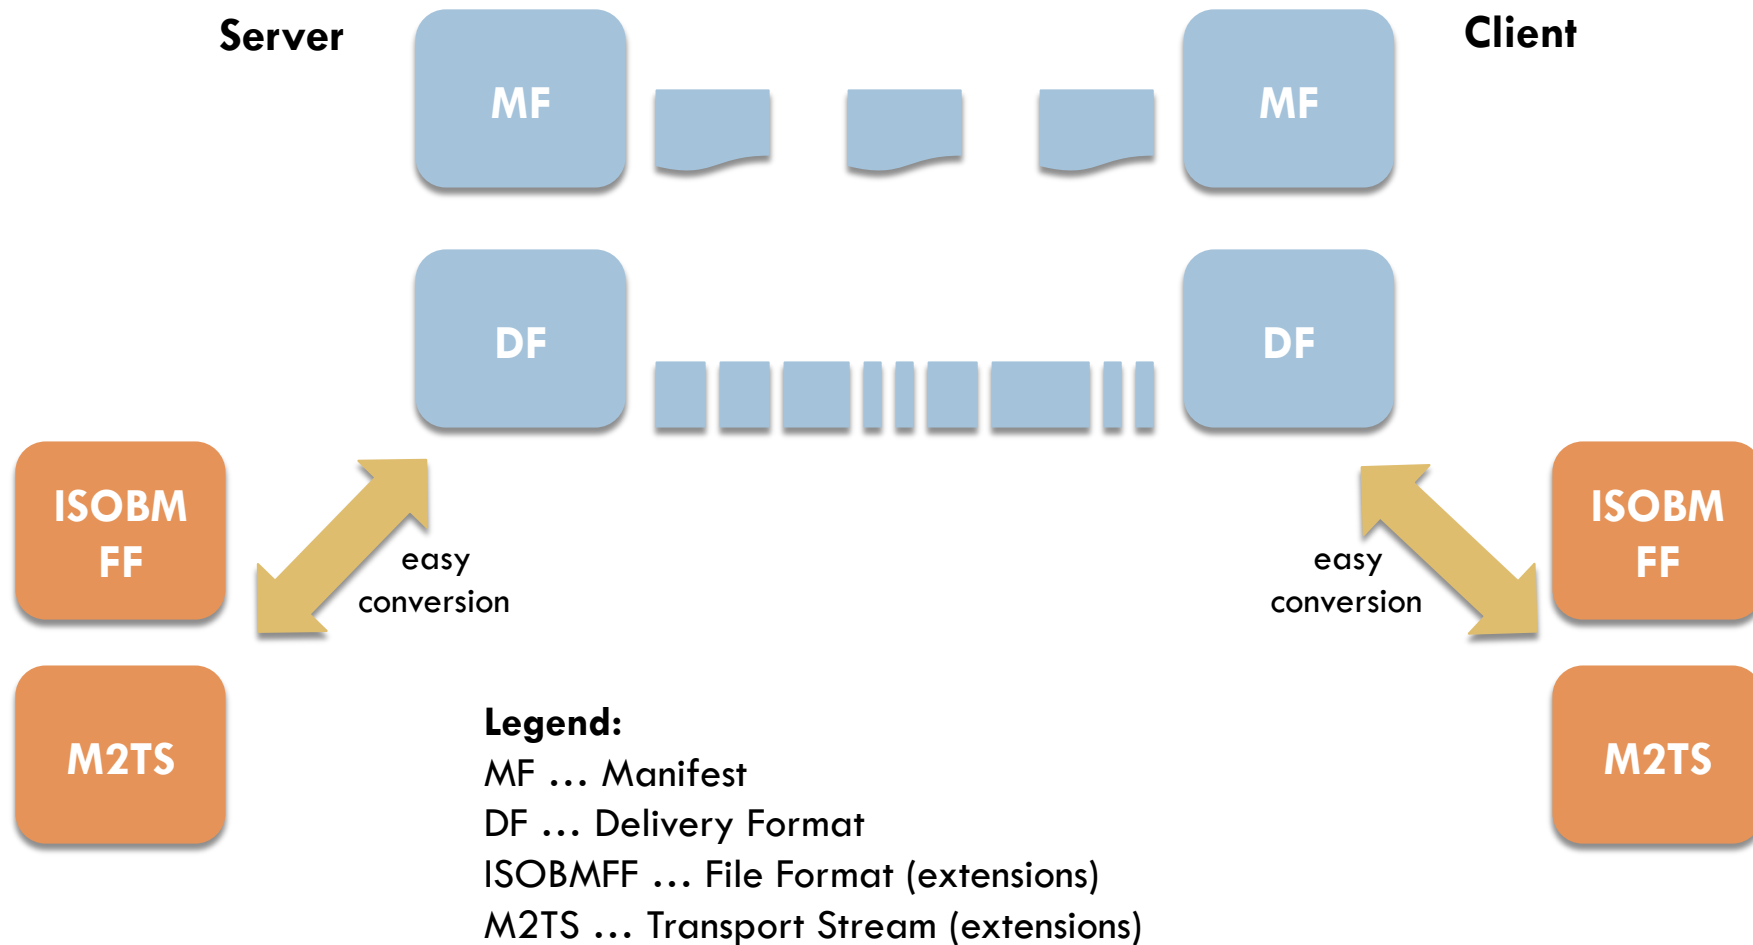 Server
Client
MF
MF
DF
DF
ISOBM
FF
ISOBM
FF
easy
conversion
easy
conversion
M2TS
M2TS
Legend:
MF … Manifest
DF … Delivery Format
ISOBMFF … File Format (extensions)
M2TS … Transport Stream (extensions)